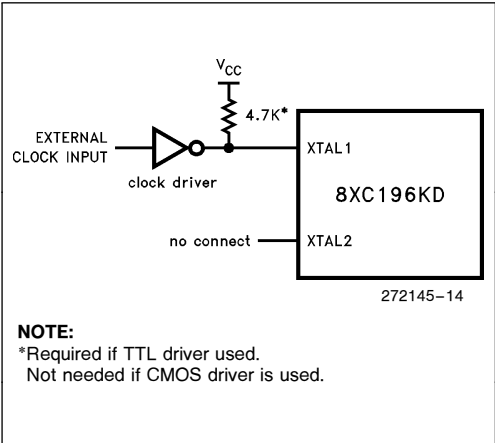 VCC
4.7K*
EXTERNAL
CLOCK INPUT
clock driver
XTAL1
8XC196KD
no connect
XTAL2
272145–14
NOTE:
*Required if TTL driver used.
Not needed if CMOS driver is used.